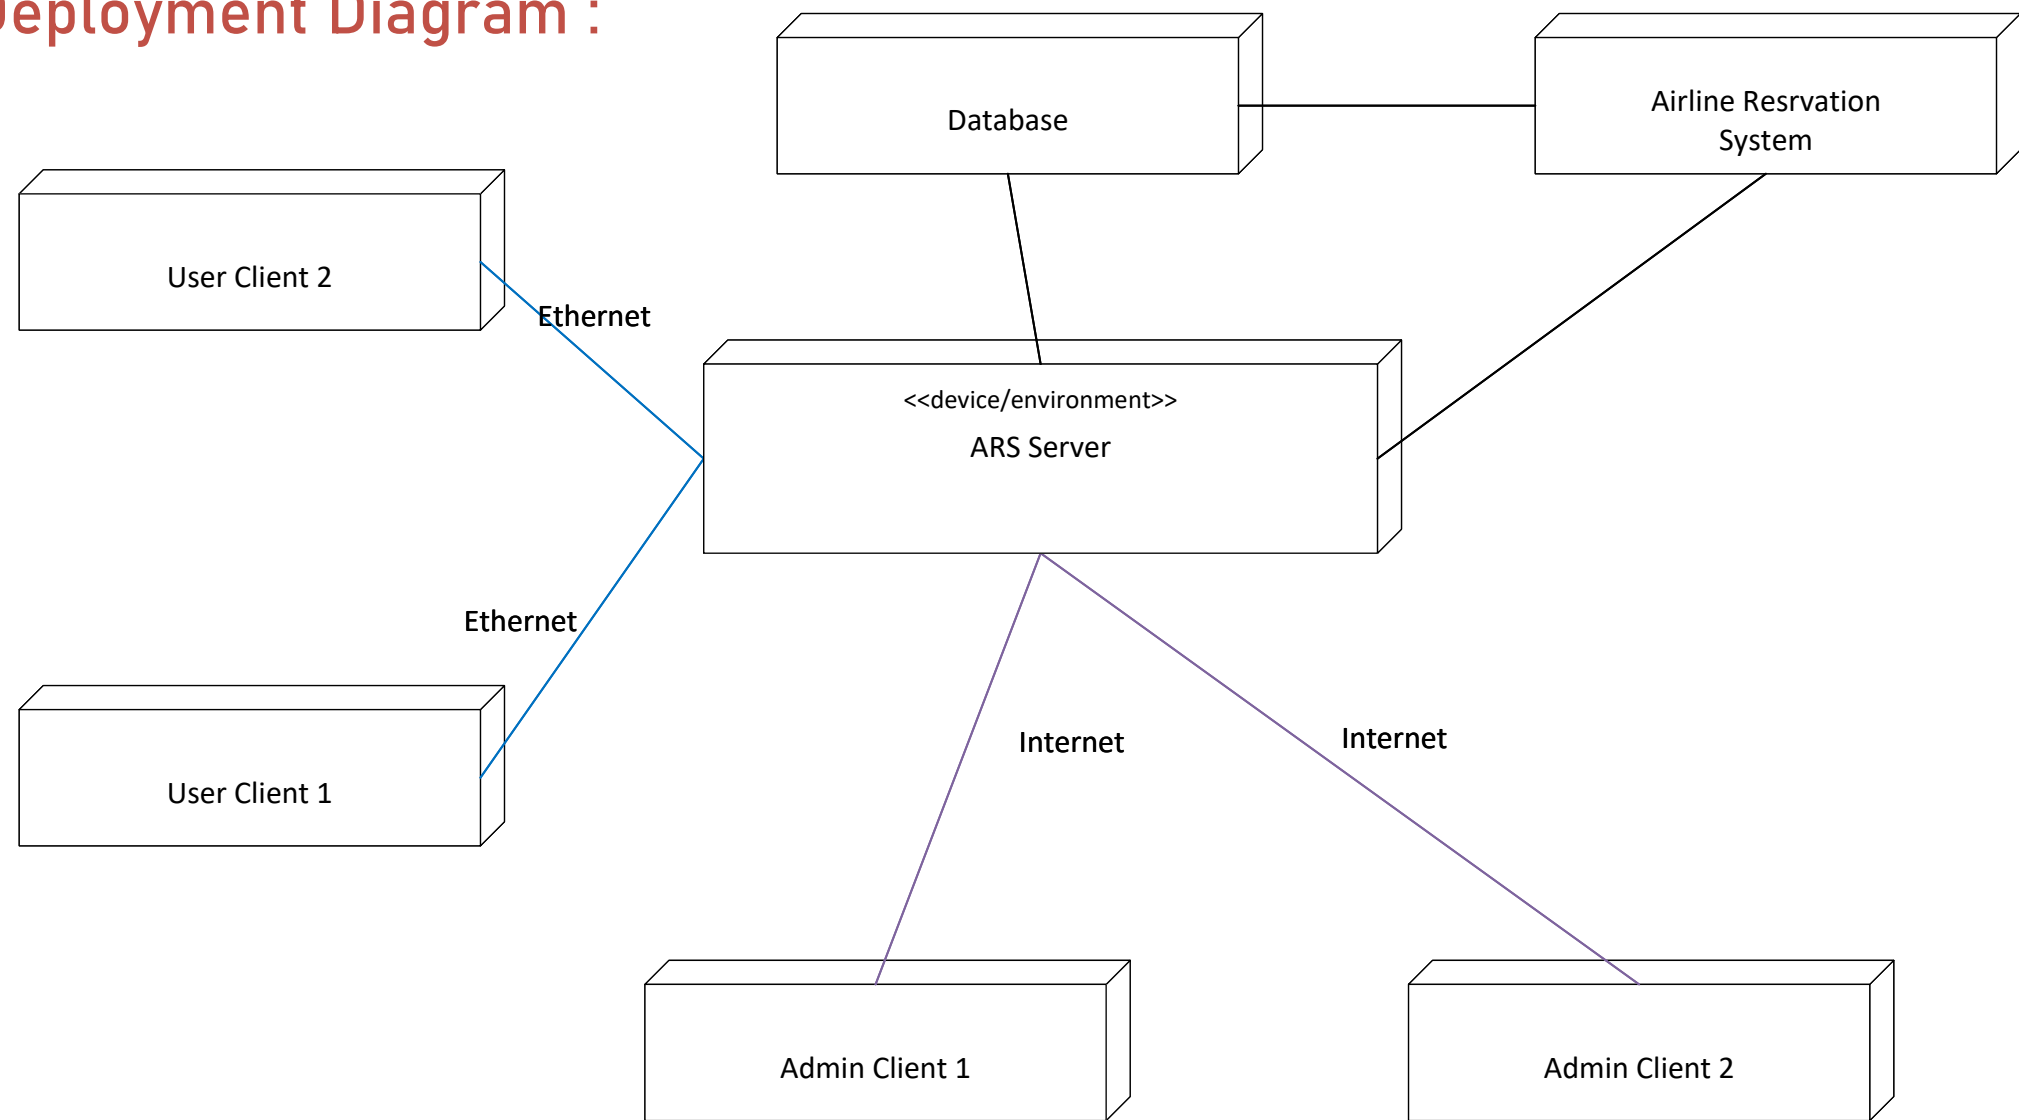 Deployment Diagram :
Database
Airline Resrvation
System
User Client 2
Ethernet
<<device/environment>>
ARS Server
Ethernet
Internet
Internet
User Client 1
Admin Client 1
Admin Client 2